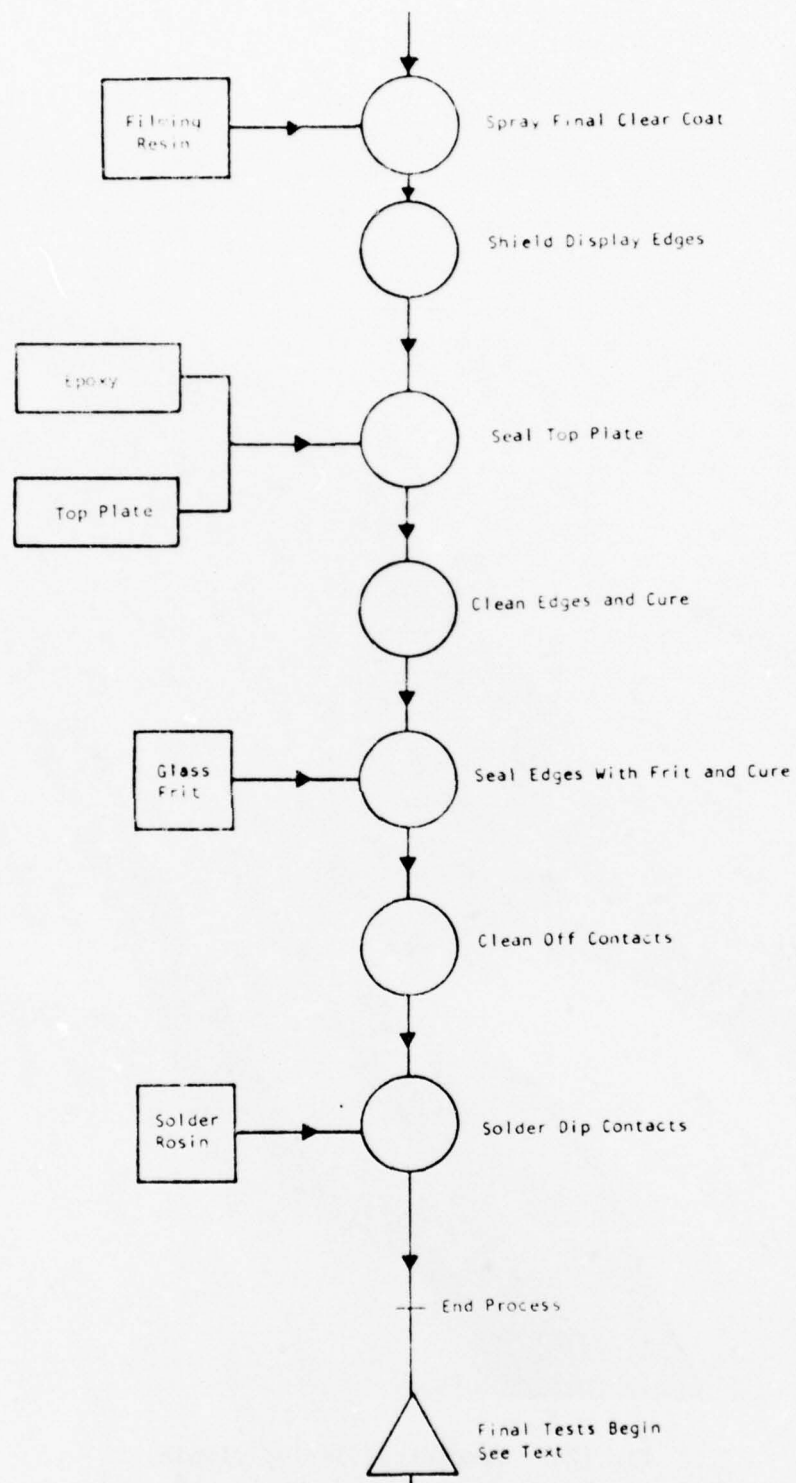 Filming
Resin
Spray Final Clear Coat
Shield Display Edges
Epoxy
Top Plate
Seal Top Plate
Clean Edges and Cure
Glass
Frit
Seal Edges With Frit and Cure
Clean Off Contacts
Solder
Rosin
Solder Dip Contacts
End Process
Final Tests Begin
See Text